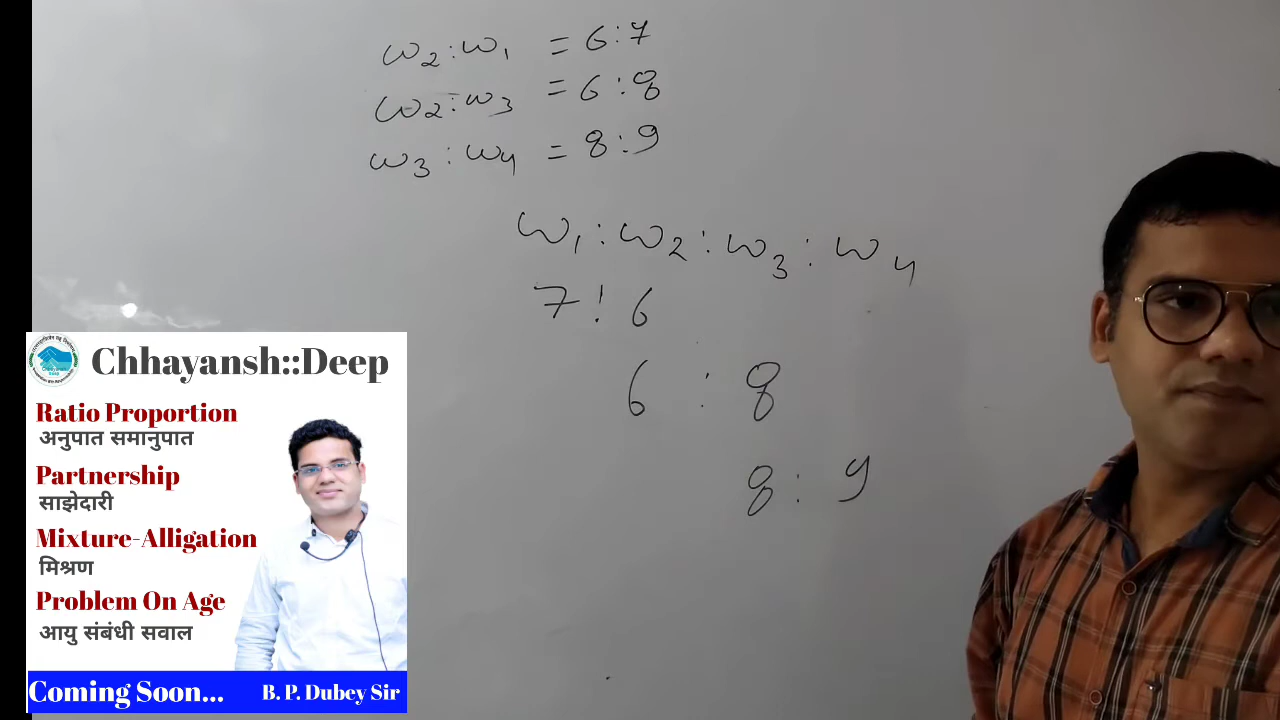 w₂:w₁ = 6:7
w₂:w₃ = 6:8
w₃:w₄ = 8:9
w₁:w₂:w₃:w₄
7:6
6:8
8:9
Chhayansh::Deep
Ratio Proportion
अनुपात समानुपात
Partnership
साझेदारी
Mixture-Alligation
मिश्रण
Problem On Age
आयु संबंधी सवाल
Coming Soon... B. P. Dubey Sir